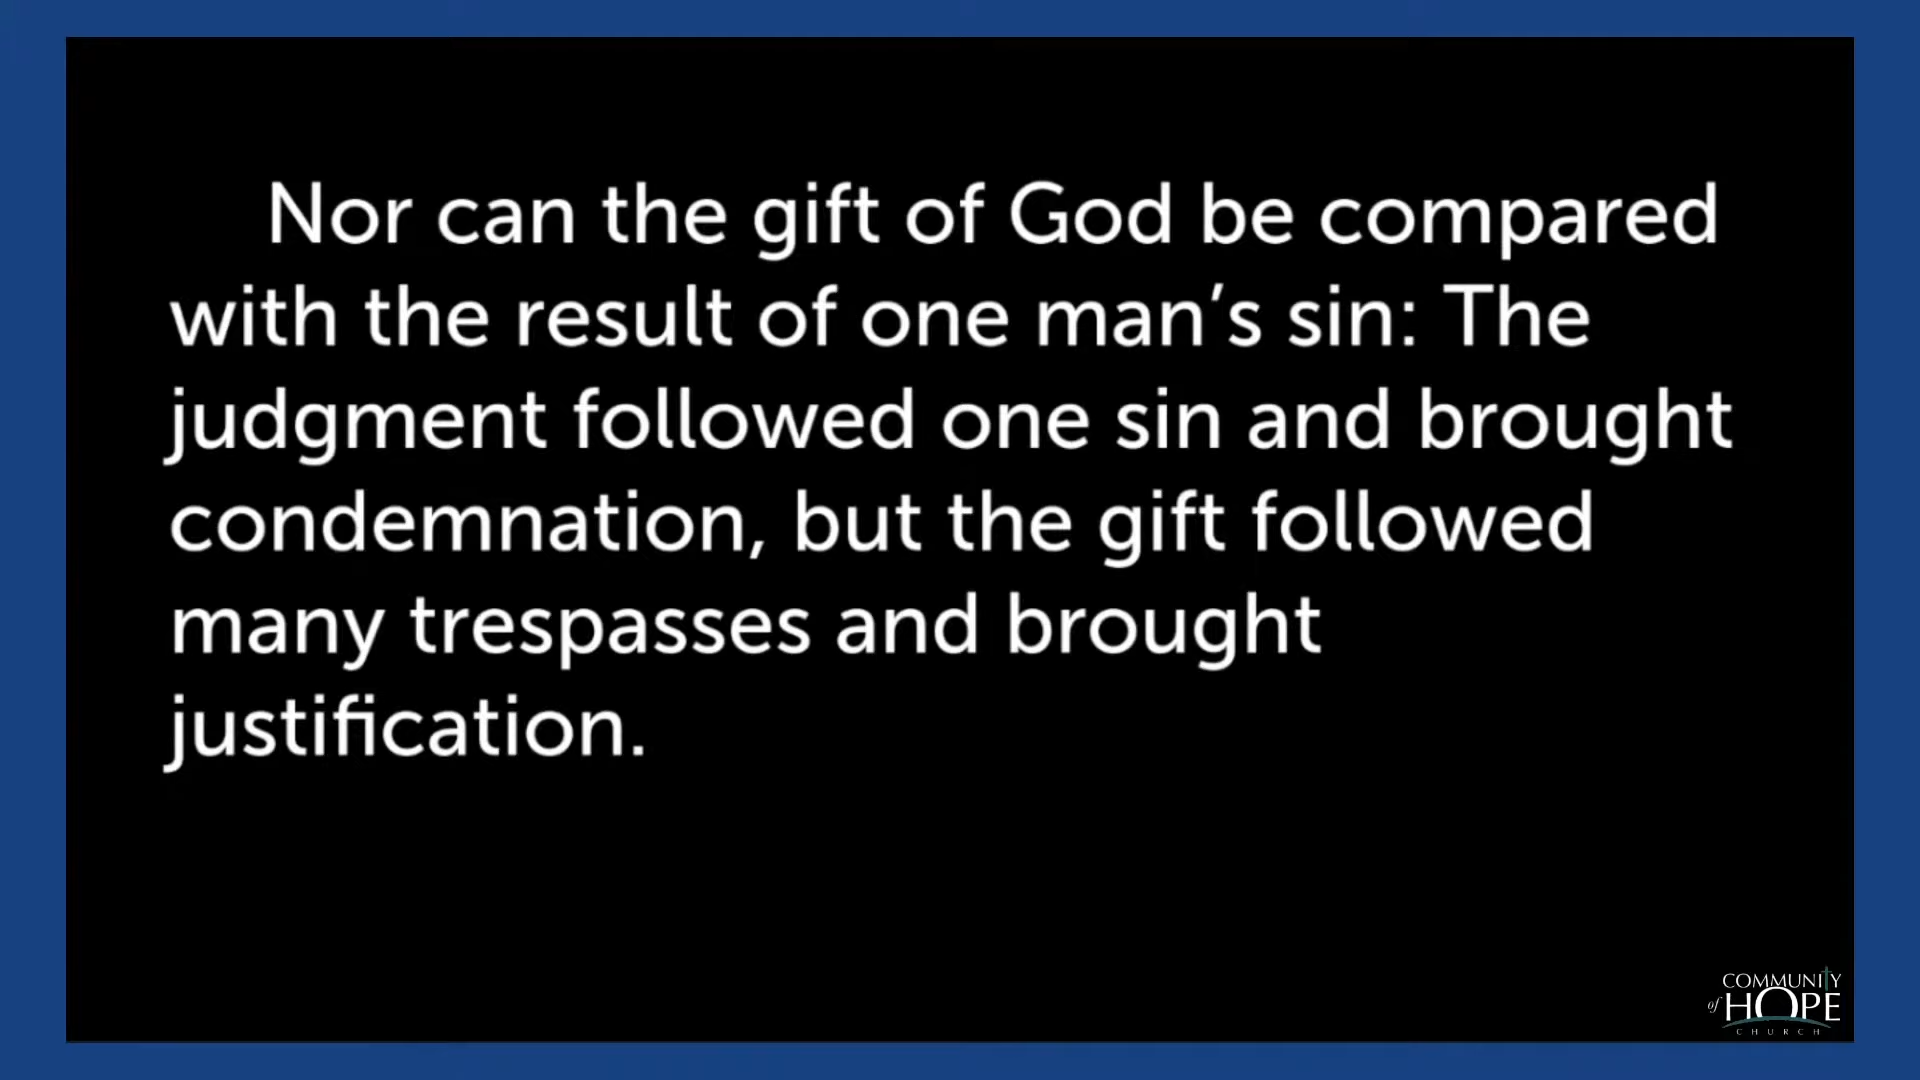 Nor can the gift of God be compared
with the result of one man’s sin: The
judgment followed one sin and brought
condemnation, but the gift followed
many trespasses and brought
justification.
COMMUNITY
of HOPE
CHURCH